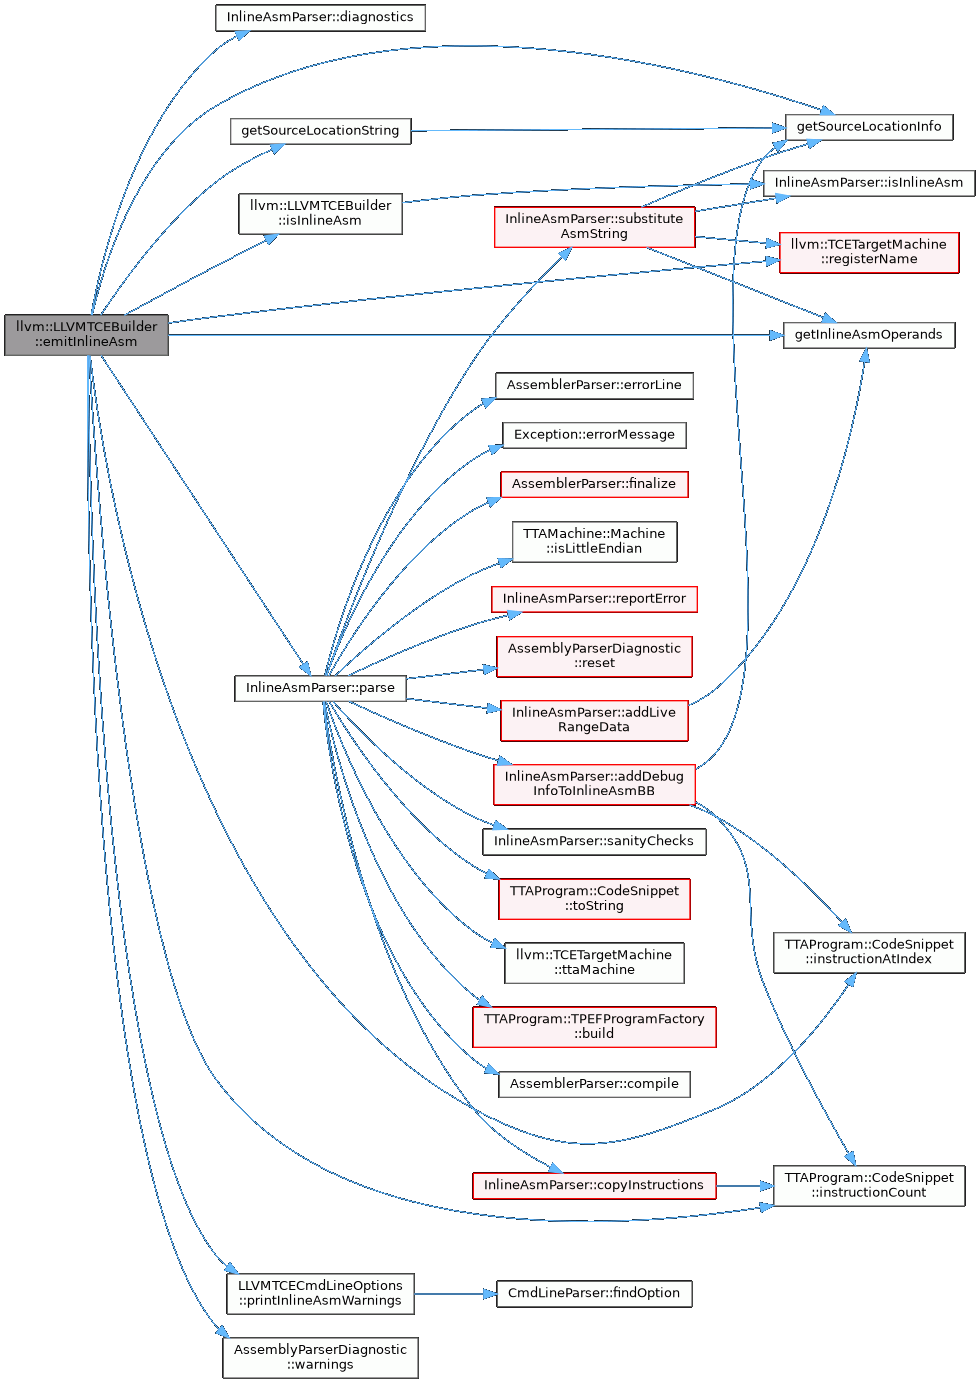 InlineAsmParser::diagnostics
getSourceLocationString
getSourceLocationInfo
llvm::LLVMTCEBuilder
::isInlineAsm
InlineAsmParser::isInlineAsm
InlineAsmParser::substitute
AsmString
llvm::TCETargetMachine
::registerName
llvm::LLVMTCEBuilder
::emitInlineAsm
getInlineAsmOperands
AssemblerParser::errorLine
Exception::errorMessage
AssemblerParser::finalize
TTAMachine::Machine
::isLittleEndian
InlineAsmParser::reportError
AssemblyParserDiagnostic
::reset
InlineAsmParser::parse
InlineAsmParser::addLive
RangeData
InlineAsmParser::addDebug
InfoToInlineAsmBB
InlineAsmParser::sanityChecks
TTAProgram::CodeSnippet
::toString
llvm::TCETargetMachine
::ttaMachine
TTAProgram::CodeSnippet
::instructionAtIndex
TTAProgram::TPEFProgramFactory
::build
AssemblerParser::compile
InlineAsmParser::copyInstructions
TTAProgram::CodeSnippet
::instructionCount
LLVMTCECmdLineOptions
::printInlineAsmWarnings
CmdLineParser::findOption
AssemblyParserDiagnostic
::warnings